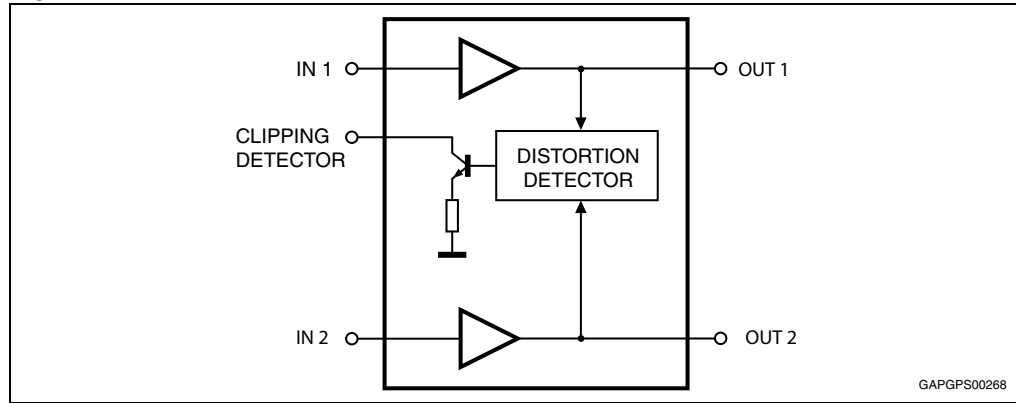 IN 1
OUT 1
CLIPPING
DETECTOR
DISTORTION
DETECTOR
IN 2
OUT 2
GAPGPS00268